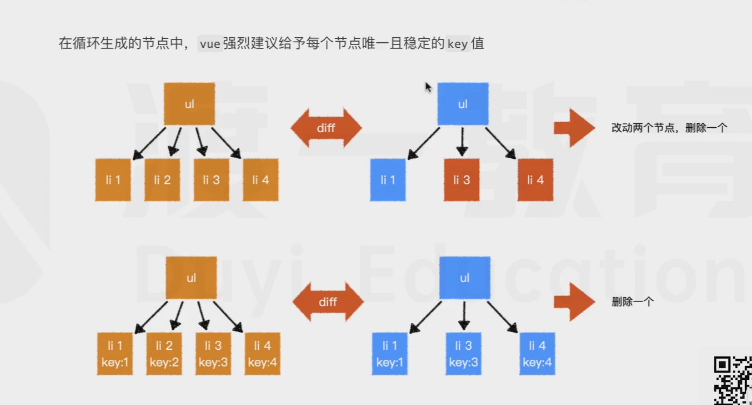 在循环生成的节点中，vue强烈建议给予每个节点唯一且稳定的key值
ul
diff
ul
改动两个节点，删除一个
li 1
li 2
li 3
li 4
li 1
li 3
li 4
渡一教育
Duyi Education
ul
diff
ul
删除一个
li 1
key:1
li 2
key:2
li 3
key:3
li 4
key:4
li 1
key:1
li 3
key:3
li 4
key:4